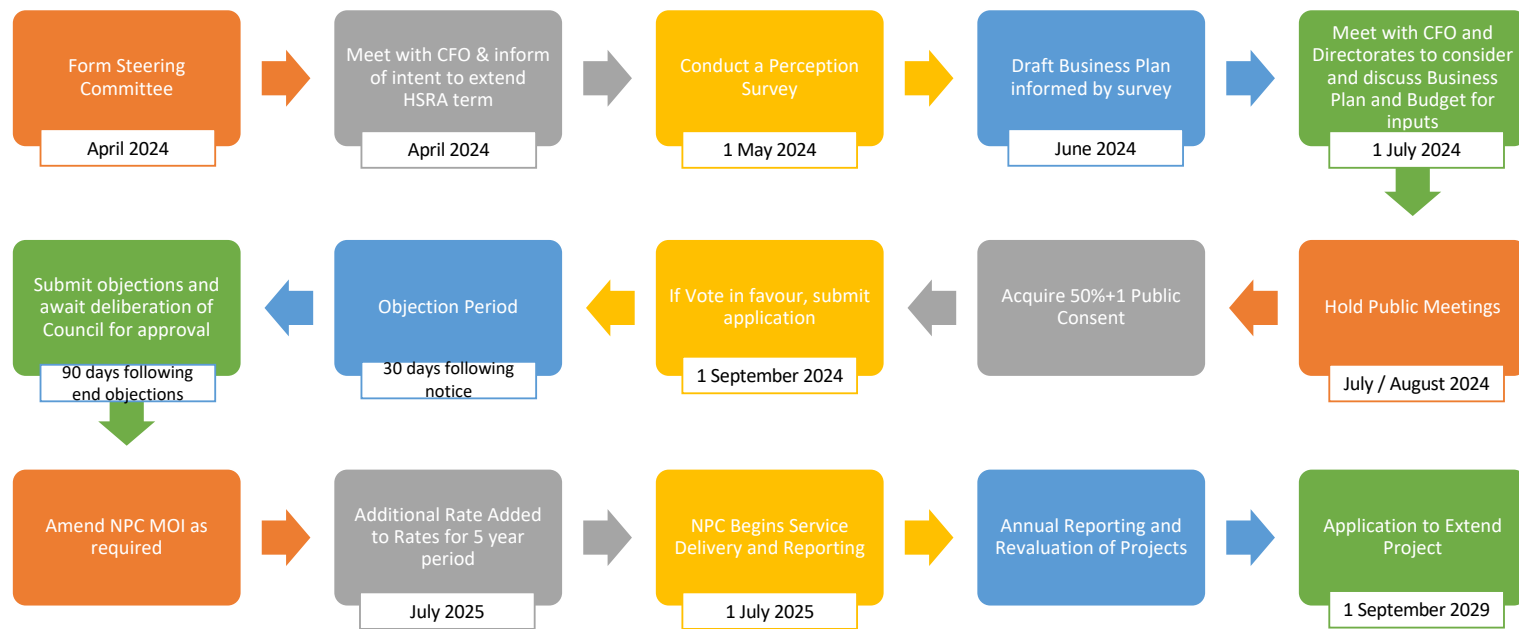 Form Steering
Committee
April 2024
Meet with CFO & inform
of intent to extend
HSRA term
April 2024
Conduct a Perception
Survey
1 May 2024
Draft Business Plan
informed by survey
June 2024
Meet with CFO and
Directorates to consider
and discuss Business
Plan and Budget for
inputs
1 July 2024
Hold Public Meetings
July / August 2024
Acquire 50%+1 Public
Consent
If Vote in favour, submit
application
1 September 2024
Objection Period
30 days following
notice
Submit objections and
await deliberation of
Council for approval
90 days following
end objections
Amend NPC MOI as
required
Additional Rate Added
to Rates for 5 year
period
July 2025
NPC Begins Service
Delivery and Reporting
1 July 2025
Annual Reporting and
Revaluation of Projects
Application to Extend
Project
1 September 2029